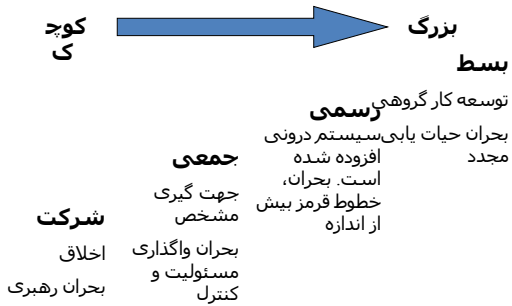 کوچ
ک
بزرگ
بسط
توسعه کار گروهی
بحران حیات یابی
مجدد
رسمی
سیستم درونی
افزوده شده
است. بحران،
خطوط قرمز بیش
از اندازه
جمعی
جهت گیری
مشخص
بحران واگذاری
مسئولیت و
کنترل
شرکت
اخلاق
بحران رهبری